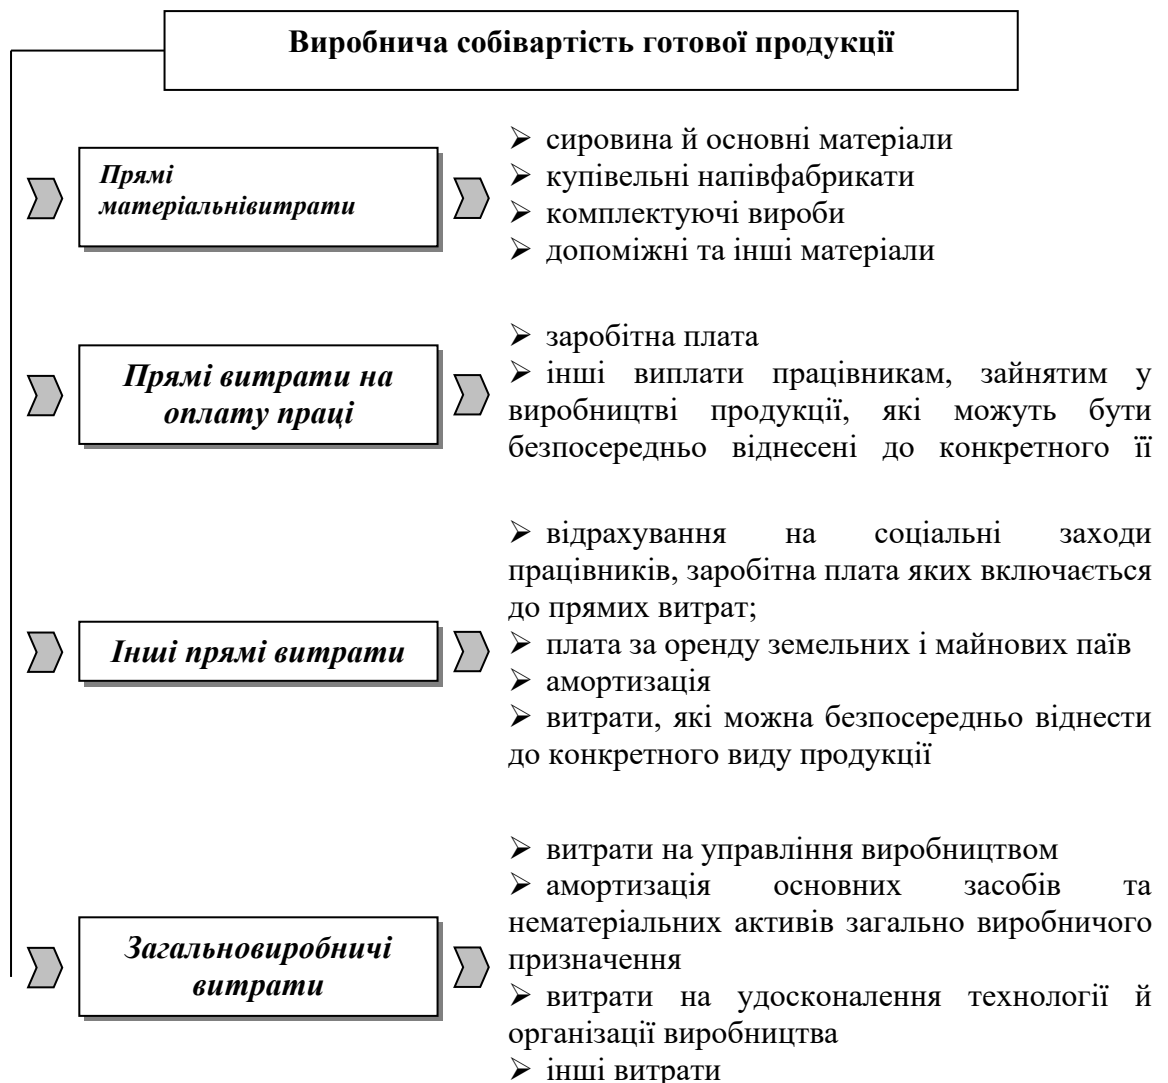 Виробнича собівартість готової продукції
Прямі
матеріальнівитрати
➢ сировина й основні матеріали
➢ купівельні напівфабрикати
➢ комплектуючі вироби
➢ допоміжні та інші матеріали
Прямі витрати на
оплату праці
➢ заробітна плата
➢ інші виплати працівникам, зайнятим у
виробництві продукції, які можуть бути
безпосередньо віднесені до конкретного її
Інші прямі витрати
➢ відрахування на соціальні заходи
працівників, заробітна плата яких включається
до прямих витрат;
➢ плата за оренду земельних і майнових паїв
➢ амортизація
➢ витрати, які можна безпосередньо віднести
до конкретного виду продукції
Загальновиробничі
витрати
➢ витрати на управління виробництвом
➢ амортизація основних засобів та
нематеріальних активів загально виробничого
призначення
➢ витрати на удосконалення технології й
організації виробництва
➢ інші витрати